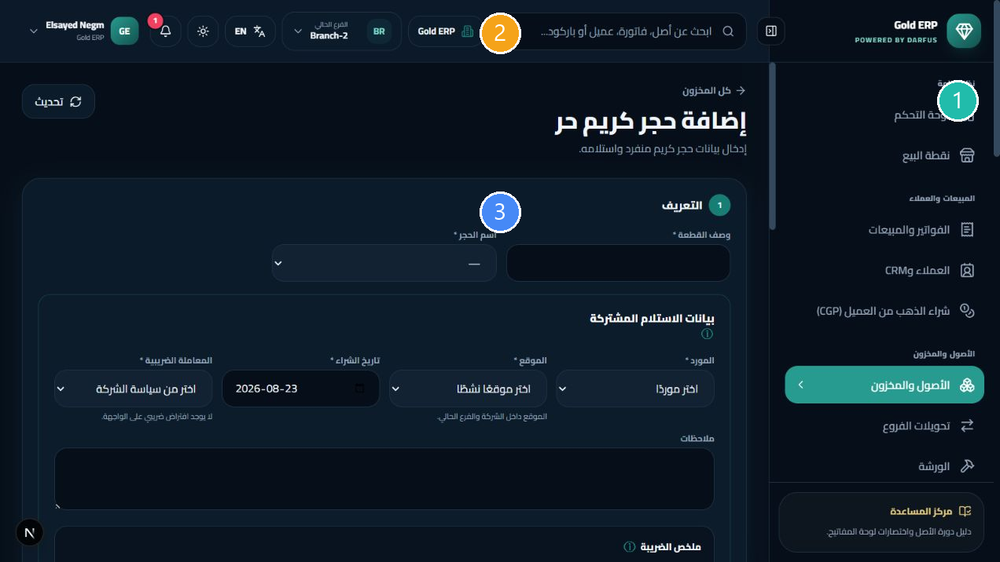 Gold ERP
POWERED BY DARFUS
ابحث عن أصل، فاتورة، عميل أو باركود...
2
Gold ERP
BR
الفرع الحالي
Branch-2
EN
1
GE
Elsayed Negm
Gold ERP
1
التحكم
نقطة البيع
المبيعات والعملاء
الفواتير والمبيعات
العملاء وCRM
شراء الذهب من العميل (CGP)
الأصول والمخزون
الأصول والمخزون
تحويلات الفروع
الورشة
مركز المساعدة
دليل دورة الأصل واختصارات لوحة المفاتيح.
كل المخزون
تحديث
إضافة حجر كريم حر
إدخال بيانات حجر كريم منفرد واستلامه.
1 التعريف
3
وصف القطعة *
اسم الحجر *
—
بيانات الاستلام المشتركة
المورد *
الموقع *
تاريخ الشراء *
المعاملة الضريبية *
اختر موردًا
اختر موقعًا نشطًا
2026-08-23
اختر من سياسة الشركة
الموقع داخل الشركة والفرع الحالي.
لا يوجد افتراض ضريبي على الواجهة.
ملاحظات
ملخص الضريبة
N